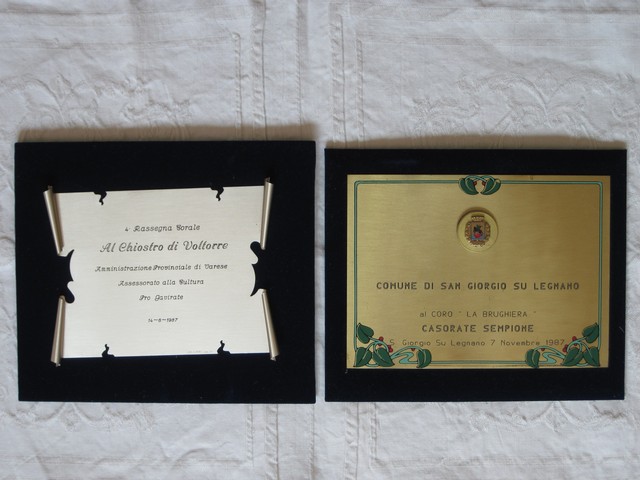 4ª Rassegna Corale
Al Chiostro di Voltorre
Amministrazione Provinciale di Varese
Assessorato alla Cultura
Pro Gavirate
14-6-1987
COMUNE DI SAN GIORGIO SU LEGNANO
al CORO "LA BRUGHIERA"
CASORATE SEMPIONE
S. Giorgio Su Legnano 7 Novembre 1987